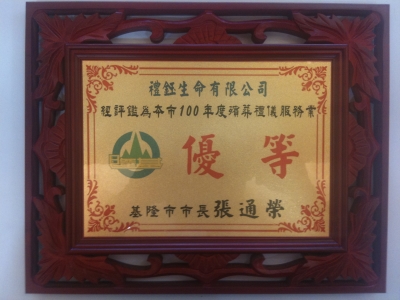 禮鈺生命有限公司
經評鑑為本市100年度殯葬禮儀服務業
優等
基隆市市長張通榮